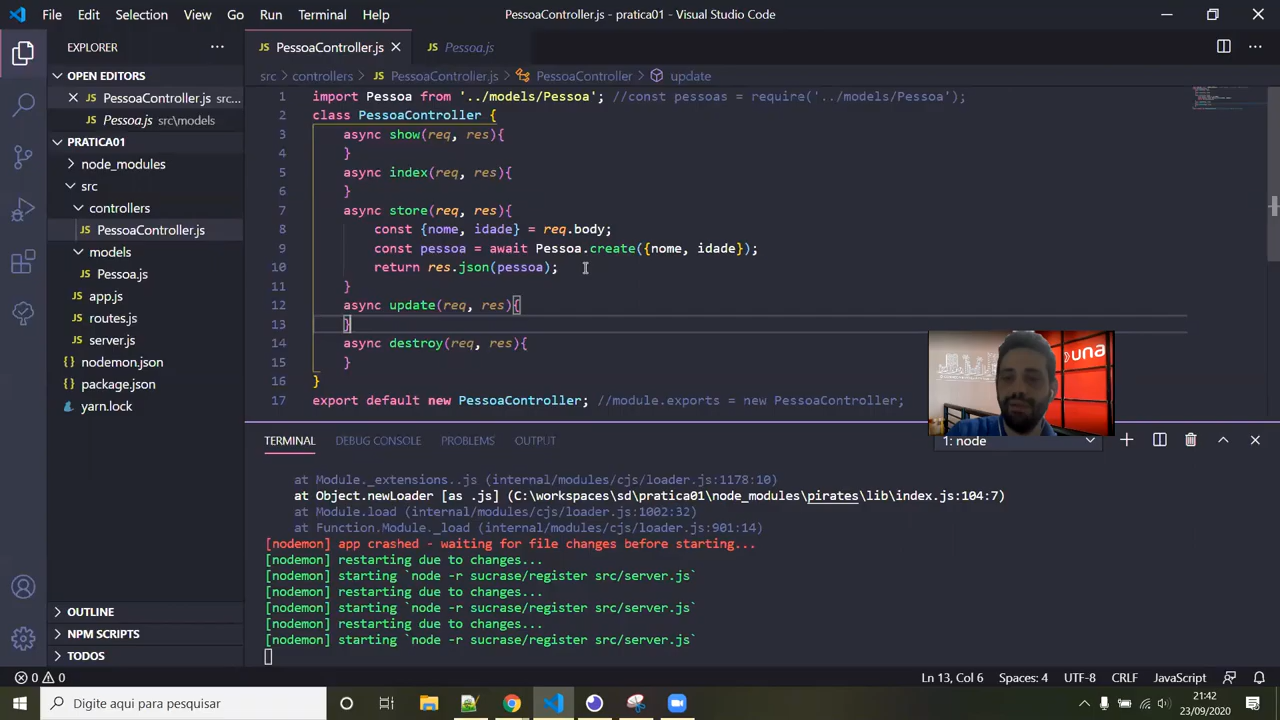 File Edit Selection View Go Run Terminal Help
PessoaController.js - pratica01 - Visual Studio Code
EXPLORER
OPEN EDITORS
PessoaController.js src...
Pessoa.js src\models
PRATICA01
node_modules
src
controllers
JS PessoaController.js
models
JS Pessoa.js
JS app.js
JS routes.js
JS server.js
{} nodemon.json
{} package.json
yarn.lock
OUTLINE
NPM SCRIPTS
TODOS
JS PessoaController.js
JS Pessoa.js
src controllers JS PessoaController.js PessoaController update
1 import Pessoa from '../models/Pessoa'; //const pessoas = require('../models/Pessoa');
2 class PessoaController {
3 async show(req, res){
4 }
5 async index(req, res){
6 }
7 async store(req, res){
8 const {nome, idade} = req.body;
9 const pessoa = await Pessoa.create({nome, idade});
10 return res.json(pessoa);
11 }
12 async update(req, res){
13 }
14 async destroy(req, res){
15 }
16 }
17 export default new PessoaController; //module.exports = new PessoaController;
una
TERMINAL DEBUG CONSOLE PROBLEMS OUTPUT
1: node
at Module._extensions..js (internal/modules/cjs/loader.js:1178:10)
at Object.newLoader [as .js] (C:\workspaces\sd\pratica01\node_modules\pirates\lib\index.js:104:7)
at Module.load (internal/modules/cjs/loader.js:1002:32)
at Function.Module._load (internal/modules/cjs/loader.js:901:14)
[nodemon] app crashed - waiting for file changes before starting...
[nodemon] restarting due to changes...
[nodemon] starting `node -r sucrase/register src/server.js`
[nodemon] restarting due to changes...
[nodemon] starting `node -r sucrase/register src/server.js`
[nodemon] restarting due to changes...
[nodemon] starting `node -r sucrase/register src/server.js`
0 0
Ln 13, Col 6 Spaces: 4 UTF-8 CRLF JavaScript
Digite aqui para pesquisar
21:42
23/09/2020